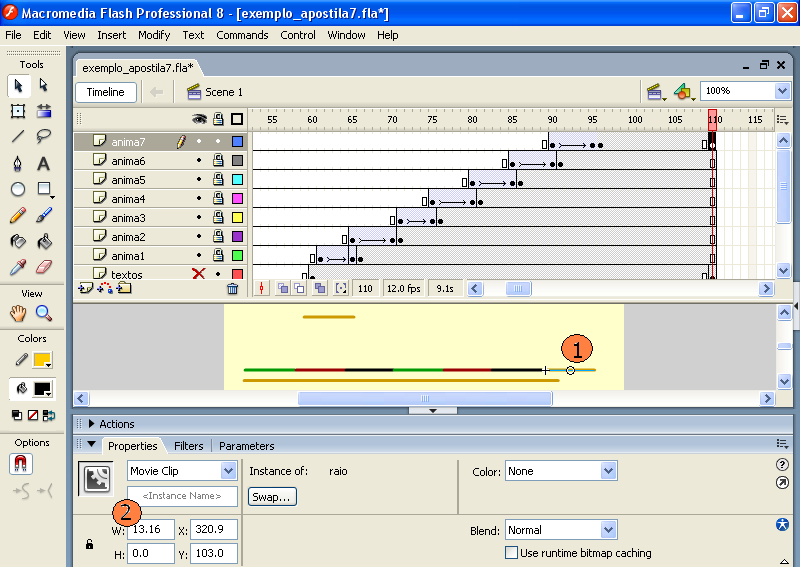 Macromedia Flash Professional 8 - [exemplo_apostila7.fla*]
File Edit View Insert Modify Text Commands Control Window Help
Tools
exemplo_apostila7.fla*
Timeline
Scene 1
100%
55 60 65 70 75 80 85 90 95 100 105 110 115
anima7
anima6
anima5
anima4
anima3
anima2
anima1
textos
110 12.0 fps 9.1s
View
Colors
Options
1
Actions
Properties Filters Parameters
Movie Clip
Instance of: raio
Color: None
<Instance Name>
Swap...
2
W: 13.16 X: 320.9
Blend: Normal
H: 0.0 Y: 103.0
Use runtime bitmap caching